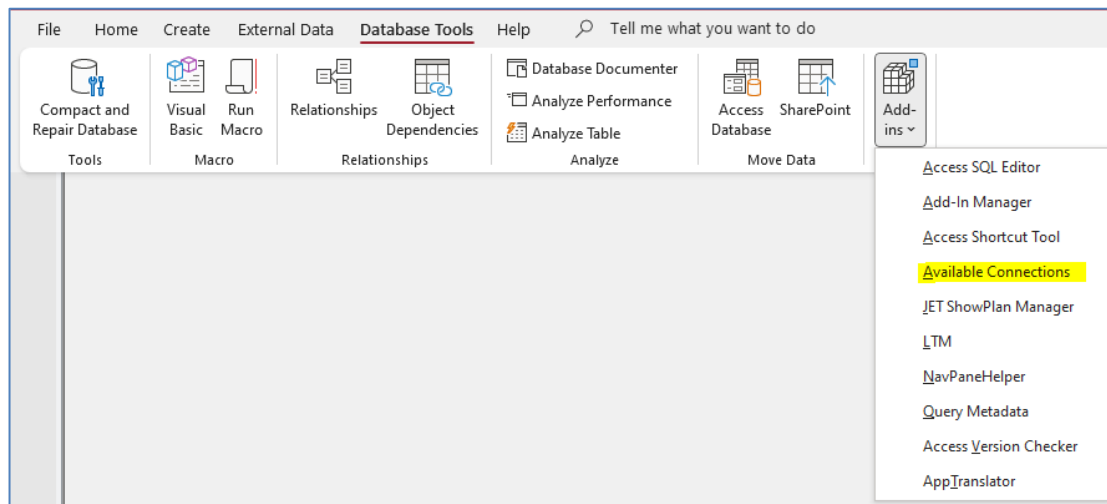 File Home Create External Data Database Tools Help Tell me what you want to do
Compact and
Repair Database
Tools
Visual
Basic
Run
Macro
Macro
Relationships
Object
Dependencies
Relationships
Database Documenter
Analyze Performance
Analyze Table
Analyze
Access
Database
SharePoint
Move Data
Add-
ins
Access SQL Editor
Add-In Manager
Access Shortcut Tool
Available Connections
JET ShowPlan Manager
LTM
NavPaneHelper
Query Metadata
Access Version Checker
AppTranslator